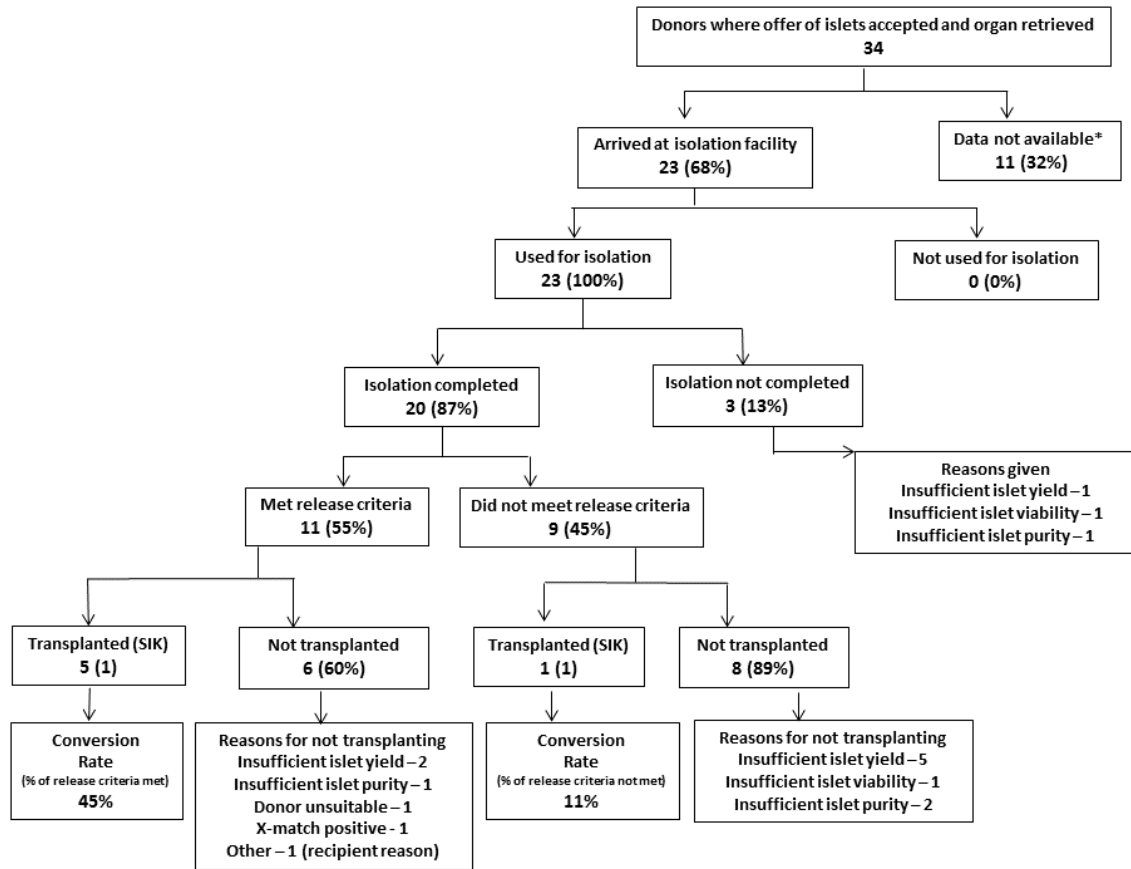 Donors where offer of islets accepted and organ retrieved
34
Arrived at isolation facility
23 (68%)
Data not available*
11 (32%)
Used for isolation
23 (100%)
Not used for isolation
0 (0%)
Isolation completed
20 (87%)
Isolation not completed
3 (13%)
Reasons given
Insufficient islet yield – 1
Insufficient islet viability – 1
Insufficient islet purity – 1
Met release criteria
11 (55%)
Did not meet release criteria
9 (45%)
Transplanted (SIK)
5 (1)
Not transplanted
6 (60%)
Transplanted (SIK)
1 (1)
Not transplanted
8 (89%)
Conversion
Rate
(% of release criteria met)
45%
Reasons for not transplanting
Insufficient islet yield – 2
Insufficient islet purity – 1
Donor unsuitable – 1
X-match positive - 1
Other – 1 (recipient reason)
Conversion
Rate
(% of release criteria not met)
11%
Reasons for not transplanting
Insufficient islet yield – 5
Insufficient islet viability – 1
Insufficient islet purity – 2